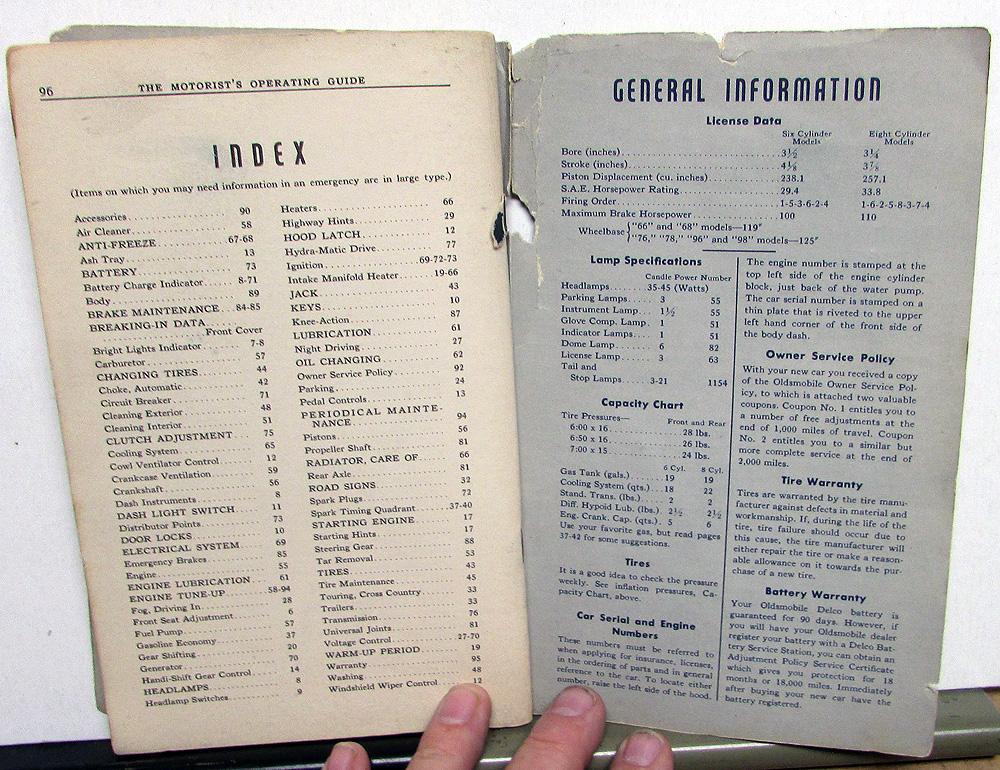 96 THE MOTORIST'S OPERATING GUIDE
INDEX
(Items on which you may need information in an emergency are in large type.)
Accessories 90
Air Cleaner 58
ANTI-FREEZE 67-68
Ash Tray 13
BATTERY 73
Battery Charge Indicator 8-71
Body 89
BRAKE MAINTENANCE 84-85
BREAKING-IN DATA
Front Cover
Bright Lights Indicator 7-8
Carburetor 57
CHANGING TIRES 44
Choke, Automatic 42
Circuit Breaker 71
Cleaning Exterior 48
Cleaning Interior 51
CLUTCH ADJUSTMENT 75
Cooling System 65
Cowl Ventilator Control 12
Crankcase Ventilation 59
Crankshaft 56
Dash Instruments 8
DASH LIGHT SWITCH 11
Distributor Points 73
DOOR LOCKS 10
ELECTRICAL SYSTEM 69
Emergency Brakes 85
Engine 55
ENGINE LUBRICATION 61
ENGINE TUNE-UP 58-94
Fog, Driving In 28
Front Seat Adjustment 6
Fuel Pump 57
Gasoline Economy 37
Gear Shifting 20
Generator 70
Handi-Shift Gear Control 14
HEADLAMPS 8
Headlamp Switches 9
Heaters 66
Highway Hints 29
HOOD LATCH 12
Hydra-Matic Drive 77
Ignition 69-72-73
Intake Manifold Heater 19-66
JACK 43
KEYS 10
Knee-Action 87
LUBRICATION 61
Night Driving 27
OIL CHANGING 62
Owner Service Policy 92
Parking 24
Pedal Controls 13
PERIODICAL MAINTE-
NANCE 94
Pistons 56
Propeller Shaft 81
RADIATOR, CARE OF 66
Rear Axle 81
ROAD SIGNS 32
Spark Plugs 72
Spark Timing Quadrant 37-40
STARTING ENGINE 17
Starting Hints 17
Steering Gear 88
Tar Removal 53
TIRES 43
Tire Maintenance 45
Touring, Cross Country 33
Trailers 33
Transmission 76
Universal Joints 81
Voltage Control 27-70
WARM-UP PERIOD 19
Warranty 95
Washing 48
Windshield Wiper Control 12
GENERAL INFORMATION
License Data
Six Cylinder Models Eight Cylinder Models
Bore (inches) 3½ 3¼
Stroke (inches) 4⅛ 3⅞
Piston Displacement (cu. inches) 238.1 257.1
S.A.E. Horsepower Rating 29.4 33.8
Firing Order 1-5-3-6-2-4 1-6-2-5-8-3-7-4
Maximum Brake Horsepower 100 110
Wheelbase { "66" and "68" models—119"
"76," "78," "96" and "98" models—125"
Lamp Specifications
Candle Power Number
Headlamps 35-45 (Watts)
Parking Lamps 3 55
Instrument Lamp 1½ 55
Glove Comp. Lamp 1 51
Indicator Lamps 1 51
Dome Lamp 6 82
License Lamp 3 63
Tail and
Stop Lamps 3-21 1154
Capacity Chart
Tire Pressures— Front and Rear
6:00 x 16 28 lbs.
6:50 x 16 26 lbs.
7:00 x 15 24 lbs.
6 Cyl. 8 Cyl.
Gas Tank (gals.) 19 19
Cooling System (qts.) 18 22
Stand. Trans. (lbs.) 2 2
Diff. Hypoid Lub. (lbs.) 2½ 2½
Eng. Crank. Cap. (qts.) 5 6
Use your favorite gas, but read pages
37-42 for some suggestions.
Tires
It is a good idea to check the pressure
weekly. See inflation pressures, Ca-
pacity Chart, above.
Car Serial and Engine
Numbers
These numbers must be referred to
when applying for insurance, licenses,
in the ordering of parts and in general
reference to the car. To locate either
number, raise the left side of the hood.
The engine number is stamped at the
top left side of the engine cylinder
block, just back of the water pump.
The car serial number is stamped on a
thin plate that is riveted to the upper
left hand corner of the front side of
the body dash.
Owner Service Policy
With your new car you received a copy
of the Oldsmobile Owner Service Pol-
icy, to which is attached two valuable
coupons. Coupon No. 1 entitles you to
a number of free adjustments at the
end of 1,000 miles of travel. Coupon
No. 2 entitles you to a similar but
more complete service at the end of
2,000 miles.
Tire Warranty
Tires are warranted by the tire manu-
facturer against defects in material and
workmanship. If, during the life of the
tire, tire failure should occur due to
this cause, the tire manufacturer will
either repair the tire or make a reason-
able allowance on it towards the pur-
chase of a new tire.
Battery Warranty
Your Oldsmobile Delco battery is
guaranteed for 90 days. However, if
you will have your Oldsmobile dealer
register your battery with a Delco Bat-
tery Service Station, you can obtain an
Adjustment Policy Service Certificate
which gives you protection for 18
months or 18,000 miles. Immediately
after buying your new car have the
battery registered.